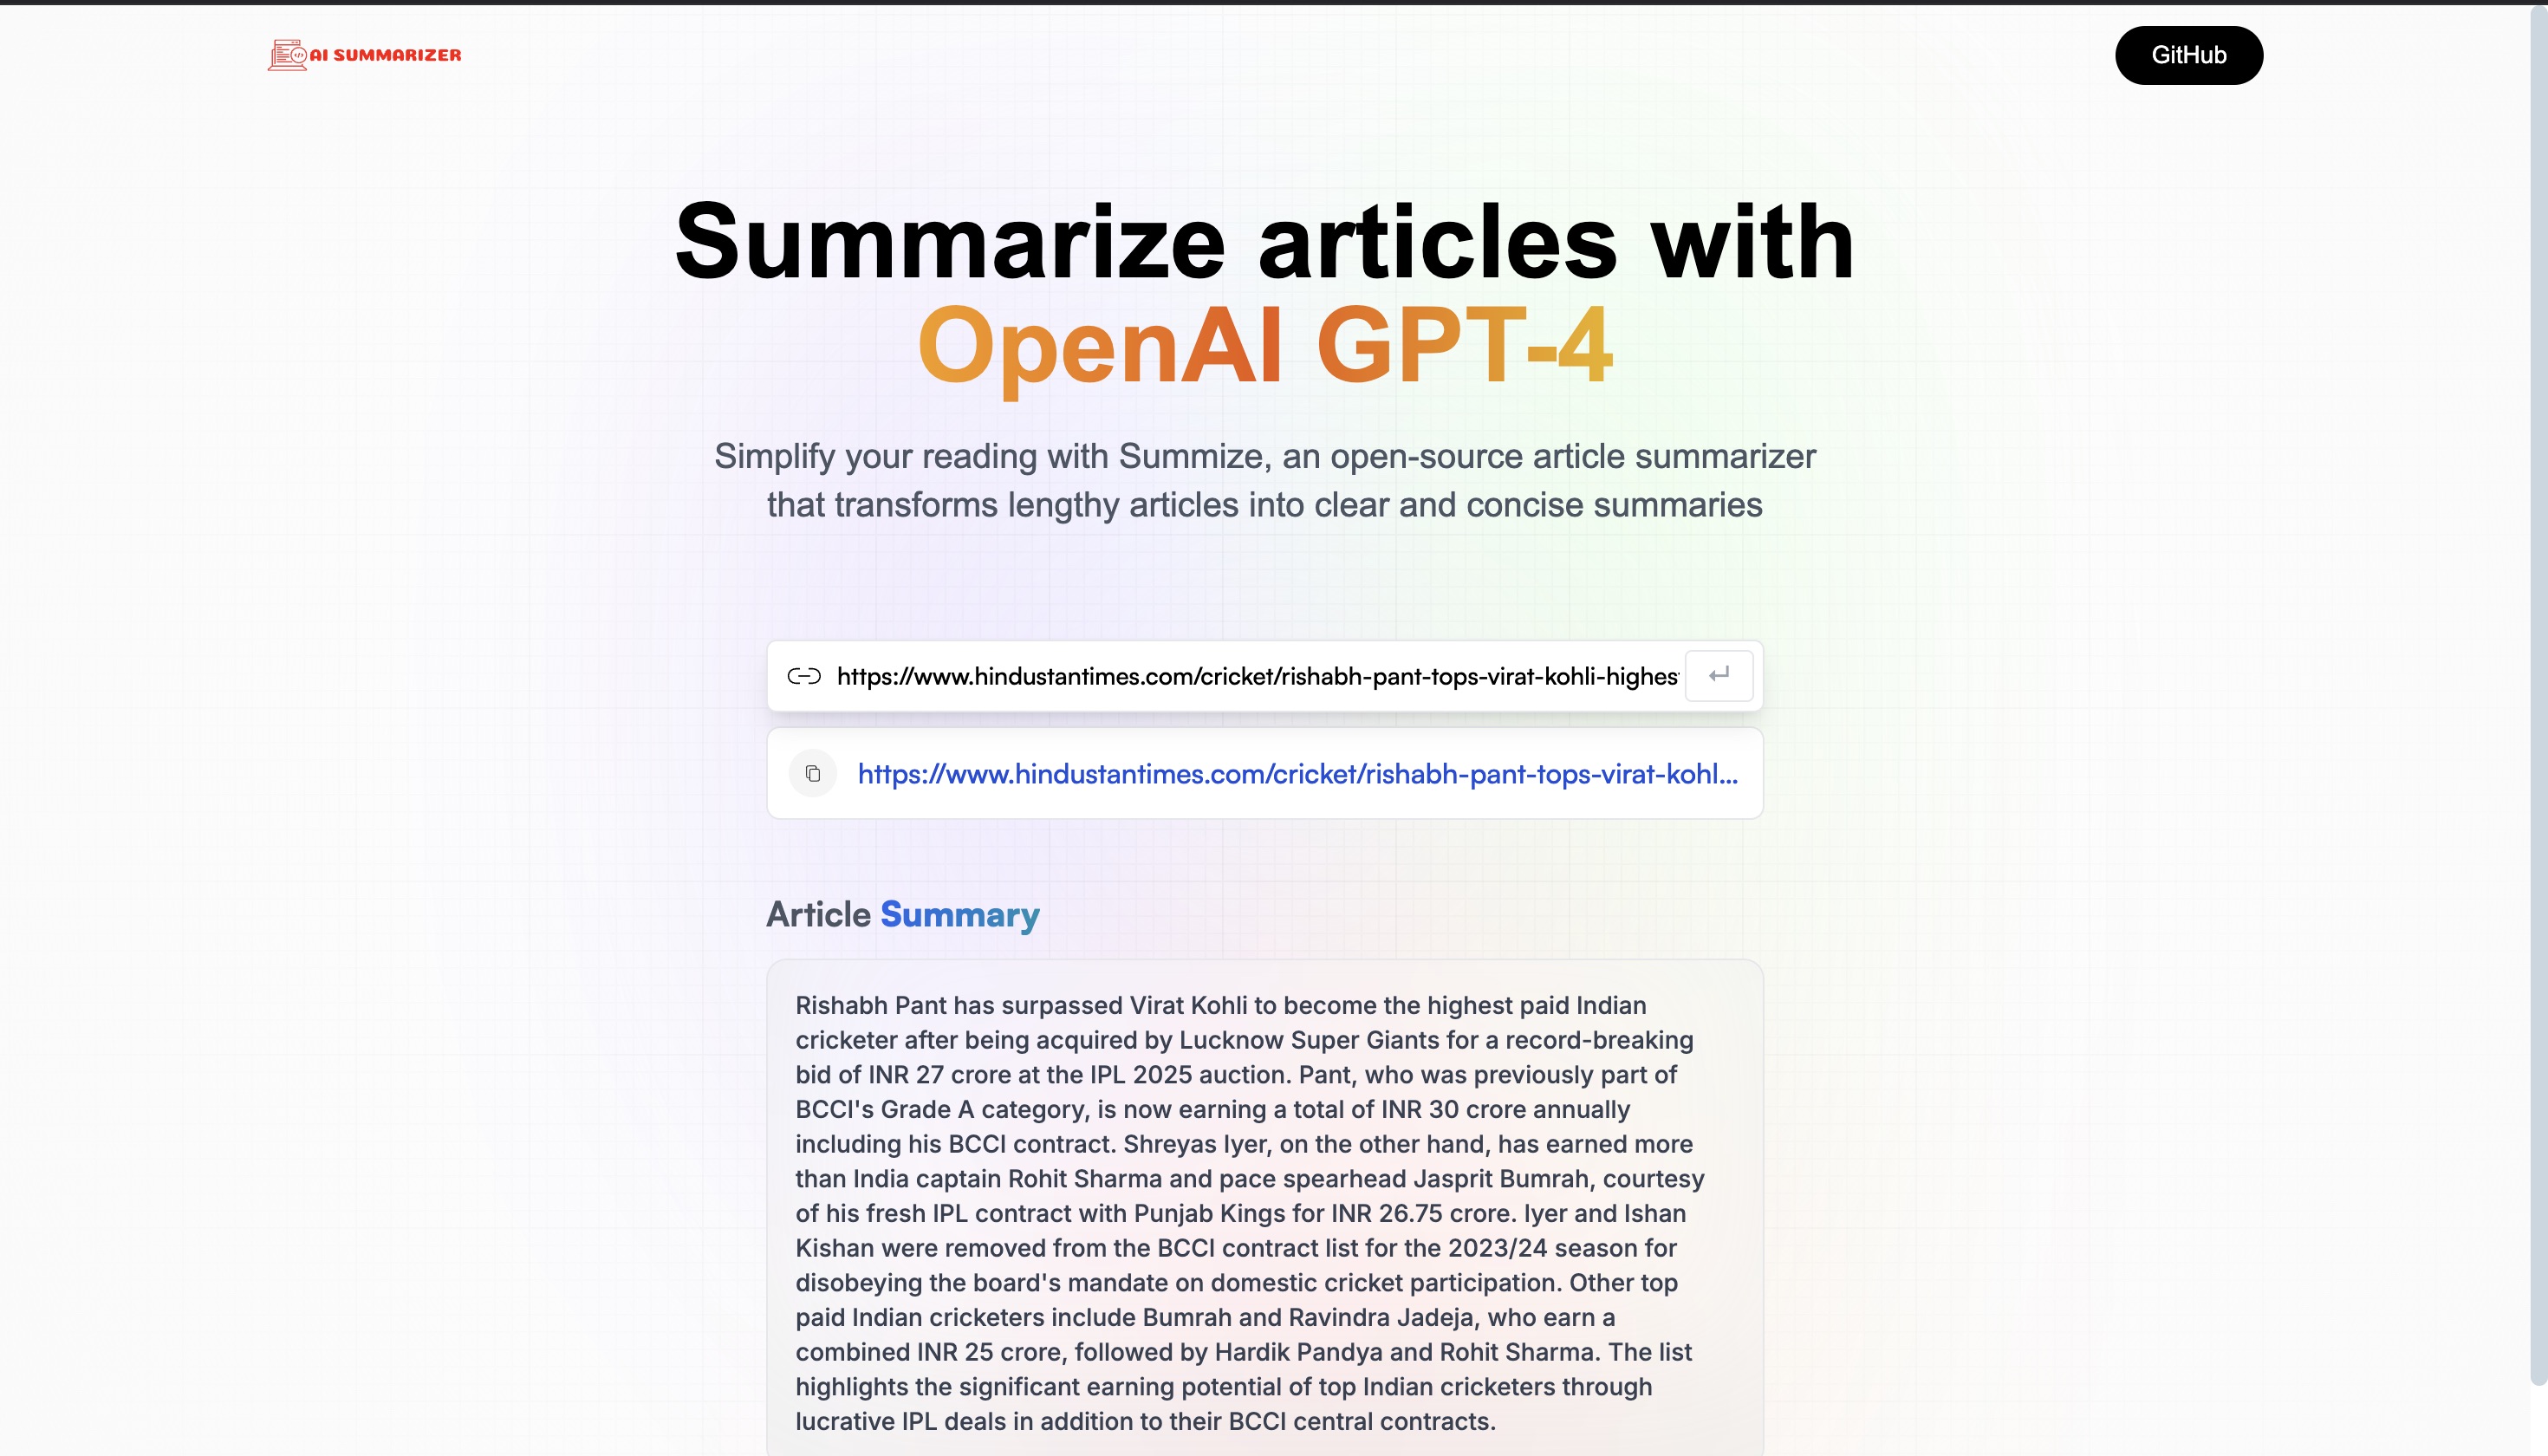 AI SUMMARIZER
GitHub
Summarize articles with
OpenAI GPT-4
Simplify your reading with Summize, an open-source article summarizer
that transforms lengthy articles into clear and concise summaries
https://www.hindustantimes.com/cricket/rishabh-pant-tops-virat-kohli-highes
https://www.hindustantimes.com/cricket/rishabh-pant-tops-virat-kohl...
Article Summary
Rishabh Pant has surpassed Virat Kohli to become the highest paid Indian
cricketer after being acquired by Lucknow Super Giants for a record-breaking
bid of INR 27 crore at the IPL 2025 auction. Pant, who was previously part of
BCCI's Grade A category, is now earning a total of INR 30 crore annually
including his BCCI contract. Shreyas Iyer, on the other hand, has earned more
than India captain Rohit Sharma and pace spearhead Jasprit Bumrah, courtesy
of his fresh IPL contract with Punjab Kings for INR 26.75 crore. Iyer and Ishan
Kishan were removed from the BCCI contract list for the 2023/24 season for
disobeying the board's mandate on domestic cricket participation. Other top
paid Indian cricketers include Bumrah and Ravindra Jadeja, who earn a
combined INR 25 crore, followed by Hardik Pandya and Rohit Sharma. The list
highlights the significant earning potential of top Indian cricketers through
lucrative IPL deals in addition to their BCCI central contracts.